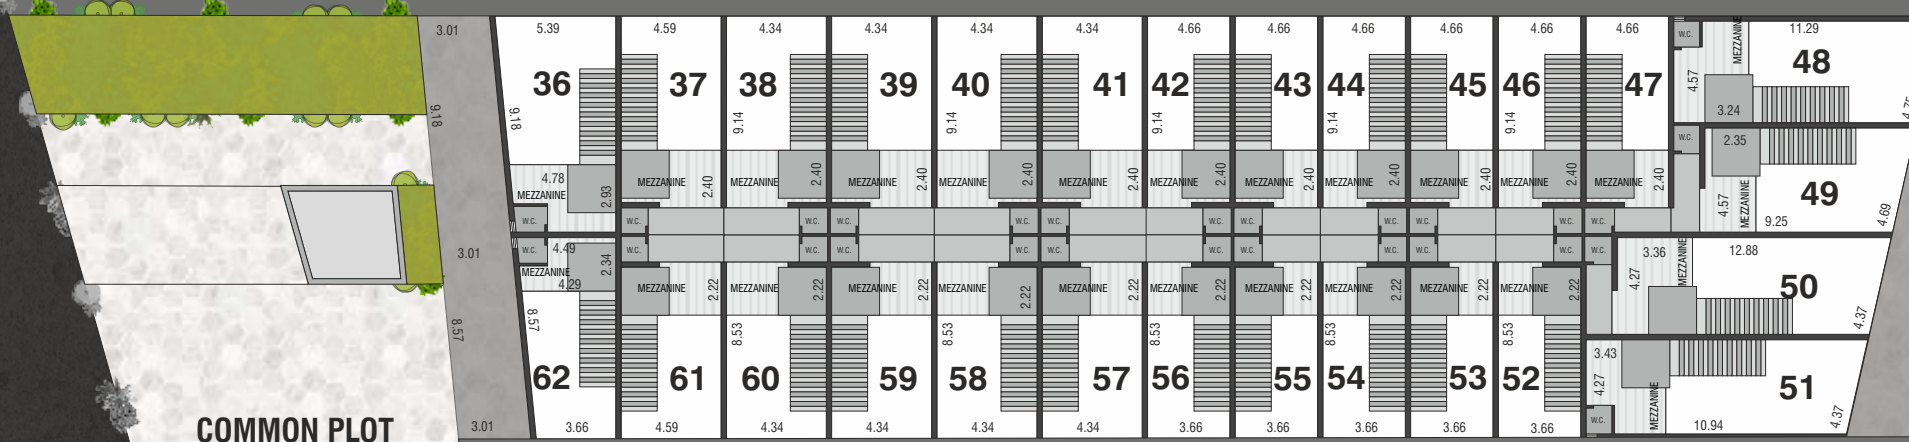 3.01
5.39
4.59
4.34
4.34
4.34
4.34
4.66
4.66
4.66
4.66
4.66
4.66
W.C.
MEZZANINE
11.29
36
37
38
39
40
41
42
43
44
45
46
47
48
4.57
3.24
9.18
9.18
9.14
9.14
9.14
9.14
9.14
W.C.
2.35
4.78
MEZZANINE
2.93
MEZZANINE
2.40
MEZZANINE
2.40
MEZZANINE
2.40
MEZZANINE
2.40
MEZZANINE
2.40
MEZZANINE
2.40
MEZZANINE
2.40
MEZZANINE
2.40
MEZZANINE
2.40
MEZZANINE
2.40
MEZZANINE
2.40
4.57
MEZZANINE
49
9.25
4.69
W.C.
W.C.
W.C.
W.C.
W.C.
W.C.
W.C.
W.C.
W.C.
W.C.
W.C.
W.C.
3.01
W.C.
4.49
W.C.
W.C.
W.C.
W.C.
W.C.
W.C.
W.C.
W.C.
W.C.
W.C.
W.C.
3.36
MEZZANINE
12.88
MEZZANINE
4.29
2.34
MEZZANINE
2.22
MEZZANINE
2.22
MEZZANINE
2.22
MEZZANINE
2.22
MEZZANINE
2.22
MEZZANINE
2.22
MEZZANINE
2.22
MEZZANINE
2.22
MEZZANINE
2.22
MEZZANINE
2.22
4.27
50
4.37
8.57
8.57
8.53
8.53
8.53
8.53
8.53
3.43
62
61
60
59
58
57
56
55
54
53
52
4.27
MEZZANINE
51
W.C.
4.37
COMMON PLOT
3.01
3.66
4.59
4.34
4.34
4.34
4.34
3.66
3.66
3.66
3.66
3.66
10.94